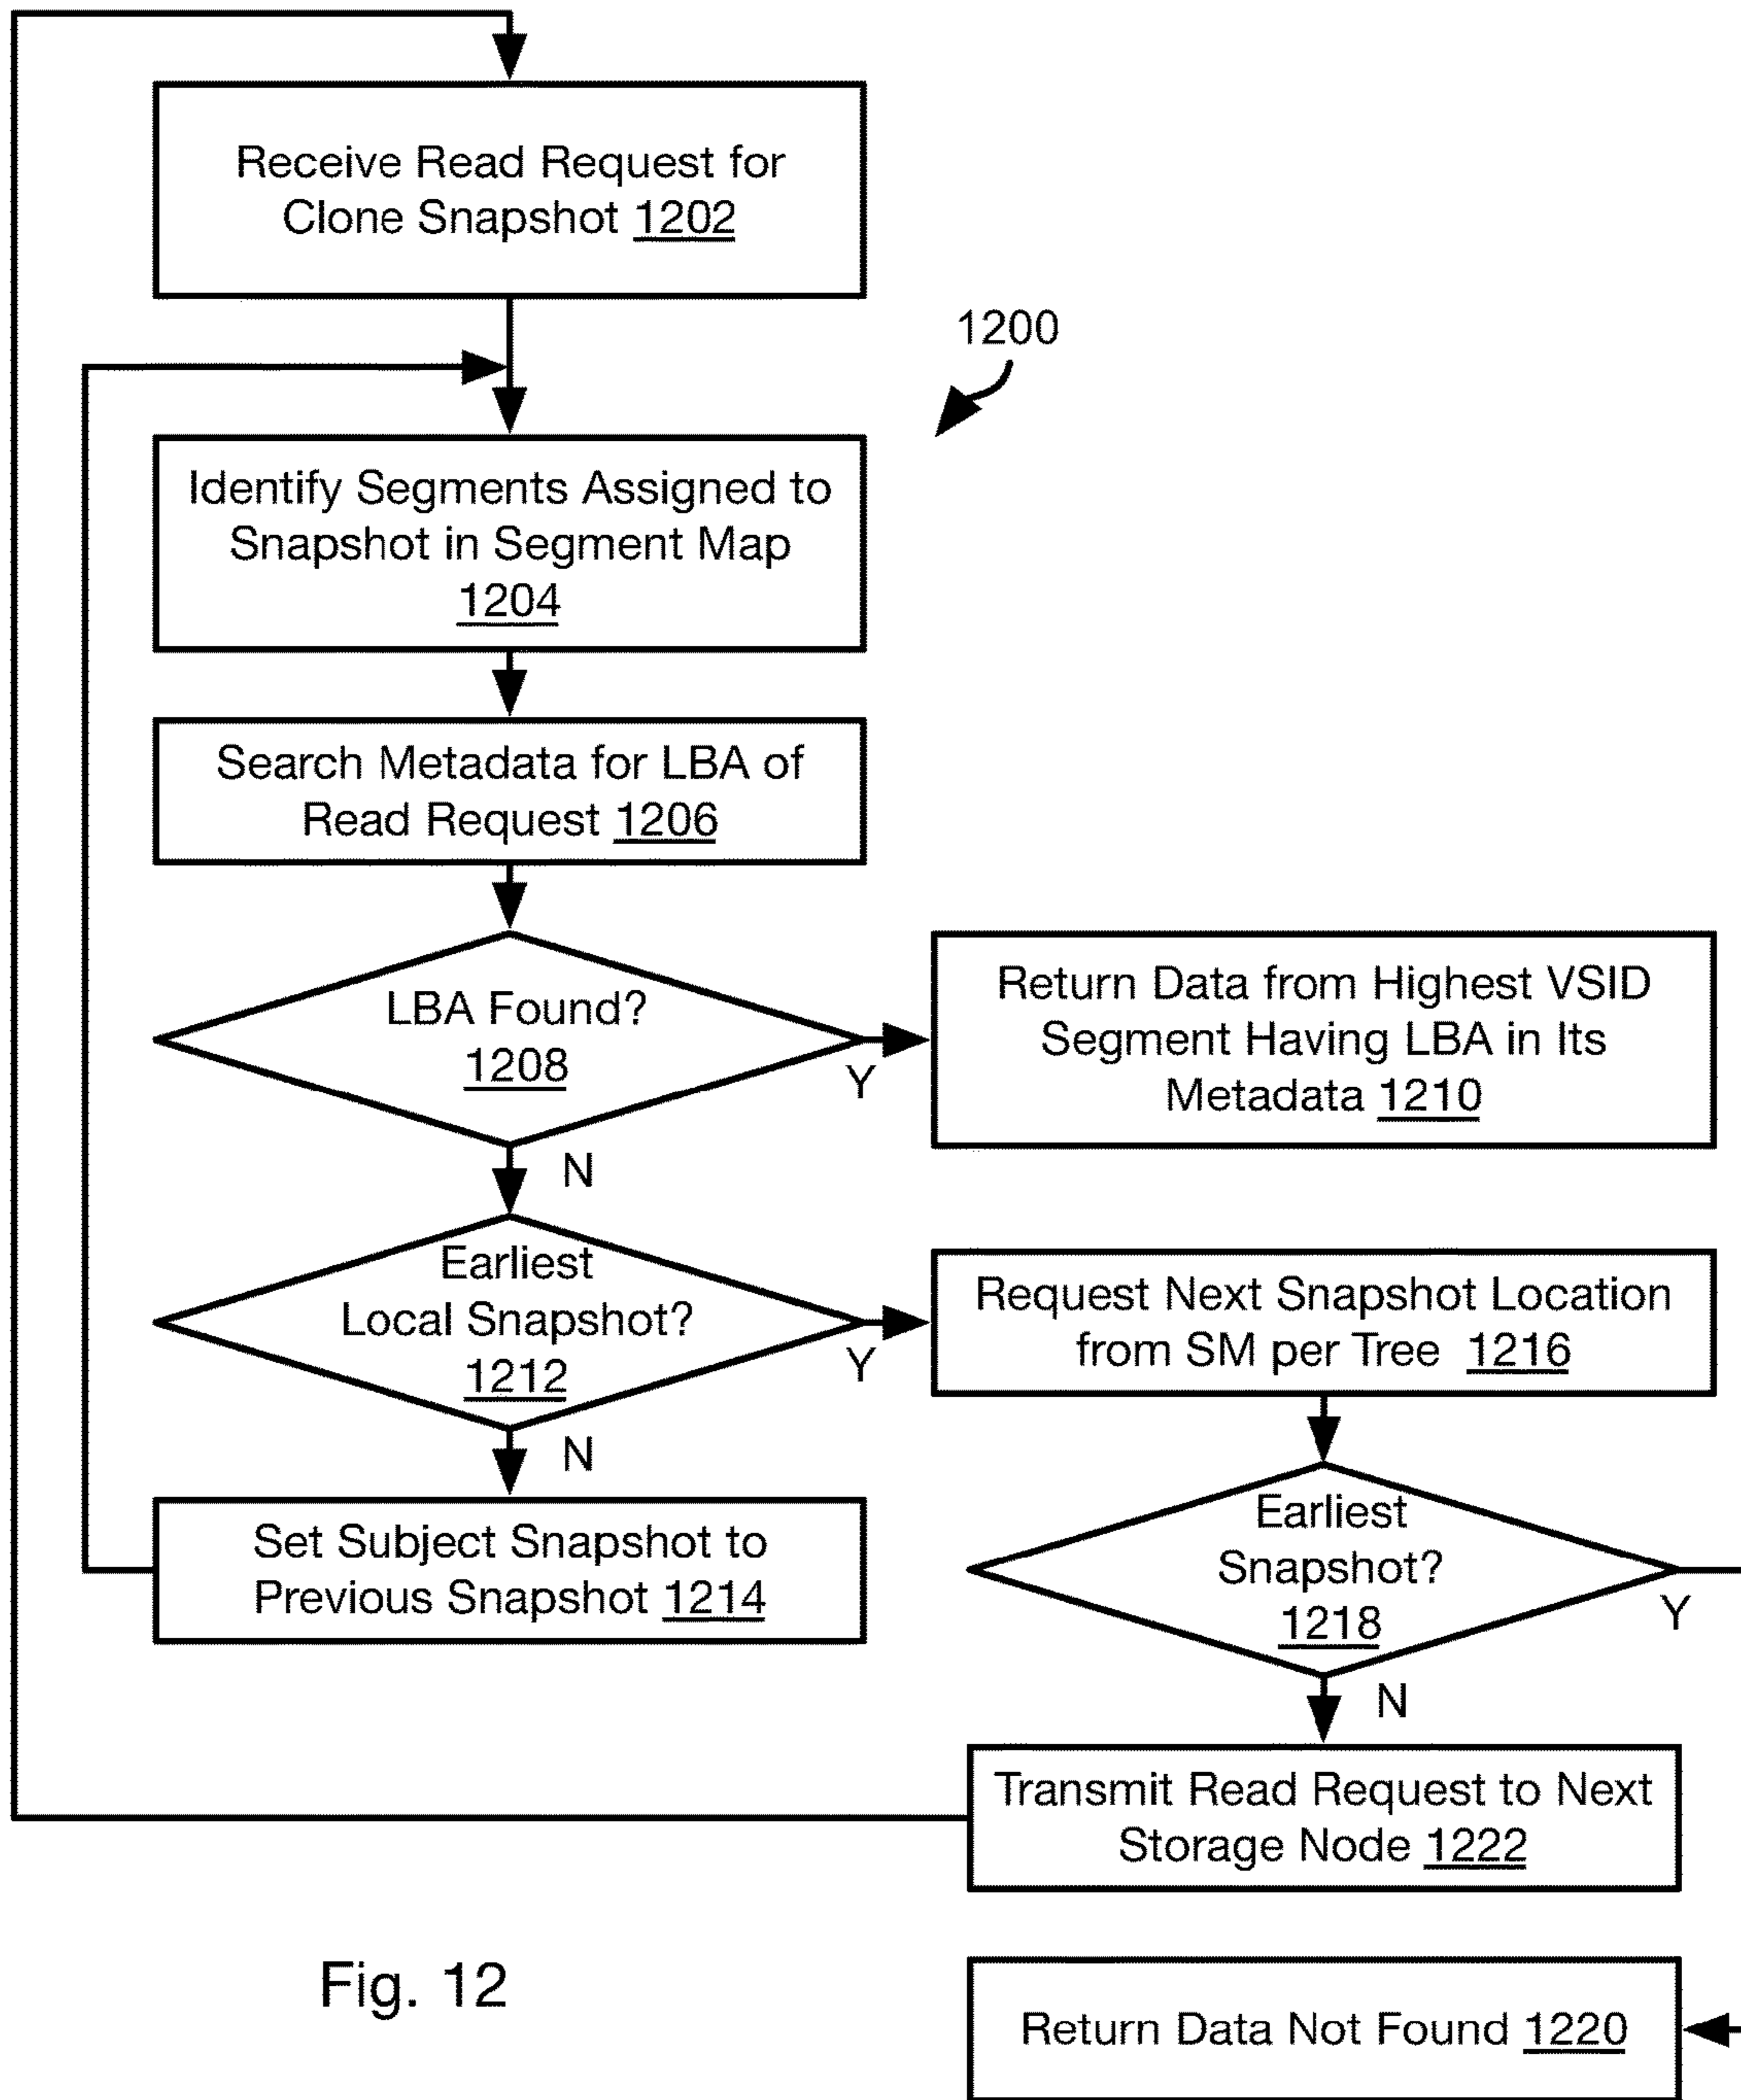 Receive Read Request for
Clone Snapshot 1202
1200
Identify Segments Assigned to
Snapshot in Segment Map
1204
Search Metadata for LBA of
Read Request 1206
LBA Found?
1208
Y
N
Return Data from Highest VSID
Segment Having LBA in Its
Metadata 1210
Earliest
Local Snapshot?
1212
Y
N
Request Next Snapshot Location
from SM per Tree 1216
Set Subject Snapshot to
Previous Snapshot 1214
Earliest
Snapshot?
1218
Y
N
Transmit Read Request to Next
Storage Node 1222
Return Data Not Found 1220
Fig. 12